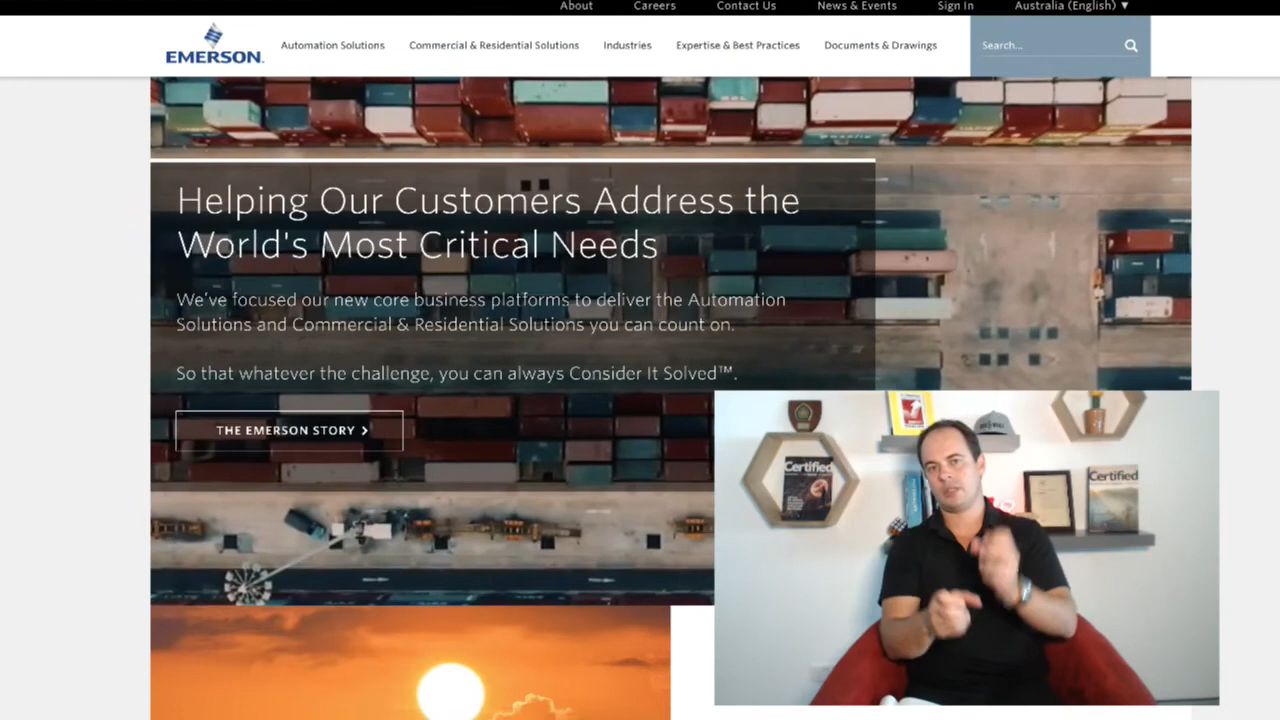 About Careers Contact Us News & Events Sign In Australia (English) ▼
EMERSON.
Automation Solutions Commercial & Residential Solutions Industries Expertise & Best Practices Documents & Drawings Search...
Helping Our Customers Address the
World's Most Critical Needs
We've focused our new core business platforms to deliver the Automation
Solutions and Commercial & Residential Solutions you can count on.
So that whatever the challenge, you can always Consider It Solved™.
THE EMERSON STORY >
Certified
Certified